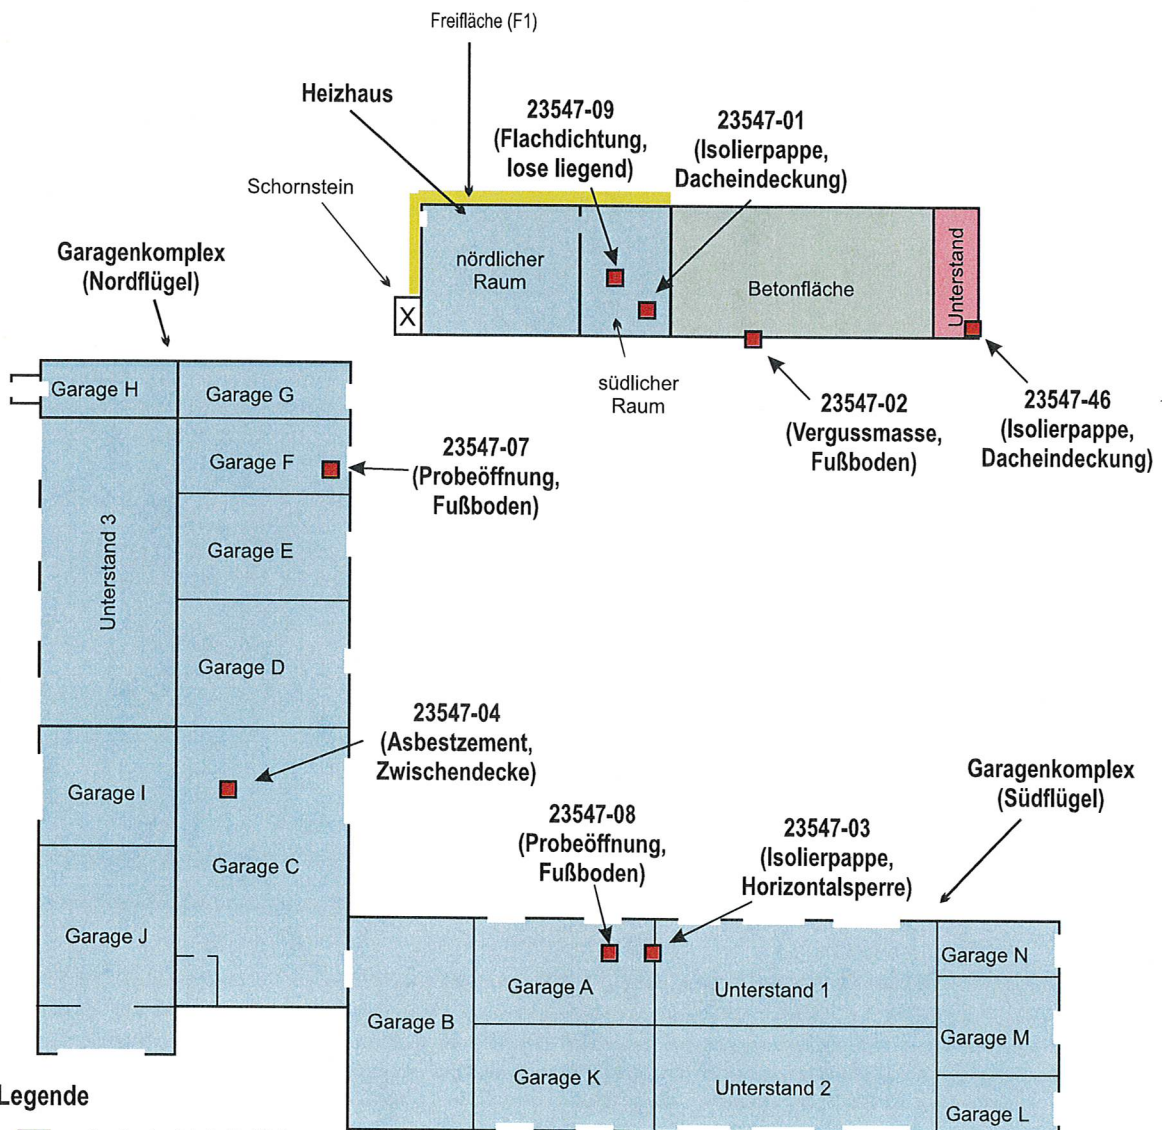 Freifläche (F1)
Heizhaus
23547-09
(Flachdichtung,
lose liegend)
23547-01
(Isolierpappe,
Dacheindeckung)
Schornstein
Garagenkomplex
(Nordflügel)
nördlicher
Raum
Betonfläche
Unterstand
X
südlicher
Raum
23547-02
(Vergussmasse,
Fußboden)
23547-46
(Isolierpappe,
Dacheindeckung)
Garage H
Garage G
Garage F
23547-07
(Probeöffnung,
Fußboden)
Unterstand 3
Garage E
Garage D
23547-04
(Asbestzement,
Zwischendecke)
Garage I
Garage C
Garage J
23547-08
(Probeöffnung,
Fußboden)
23547-03
(Isolierpappe,
Horizontalsperre)
Garagenkomplex
(Südflügel)
Garage B
Garage A
Unterstand 1
Garage N
Garage K
Unterstand 2
Garage M
Garage L
Legende